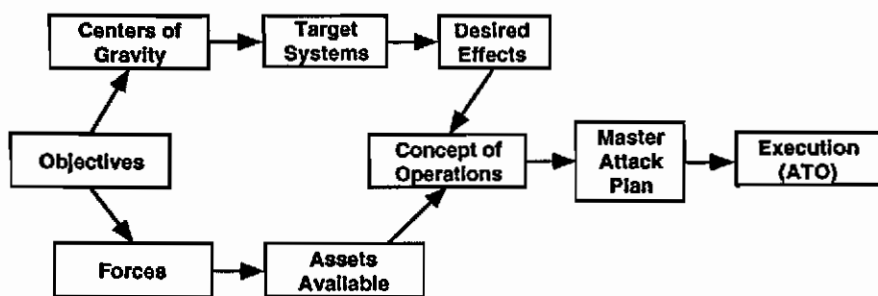 Centers of
Gravity
Target
Systems
Desired
Effects
Objectives
Concept of
Operations
Master
Attack
Plan
Execution
(ATO)
Forces
Assets
Available